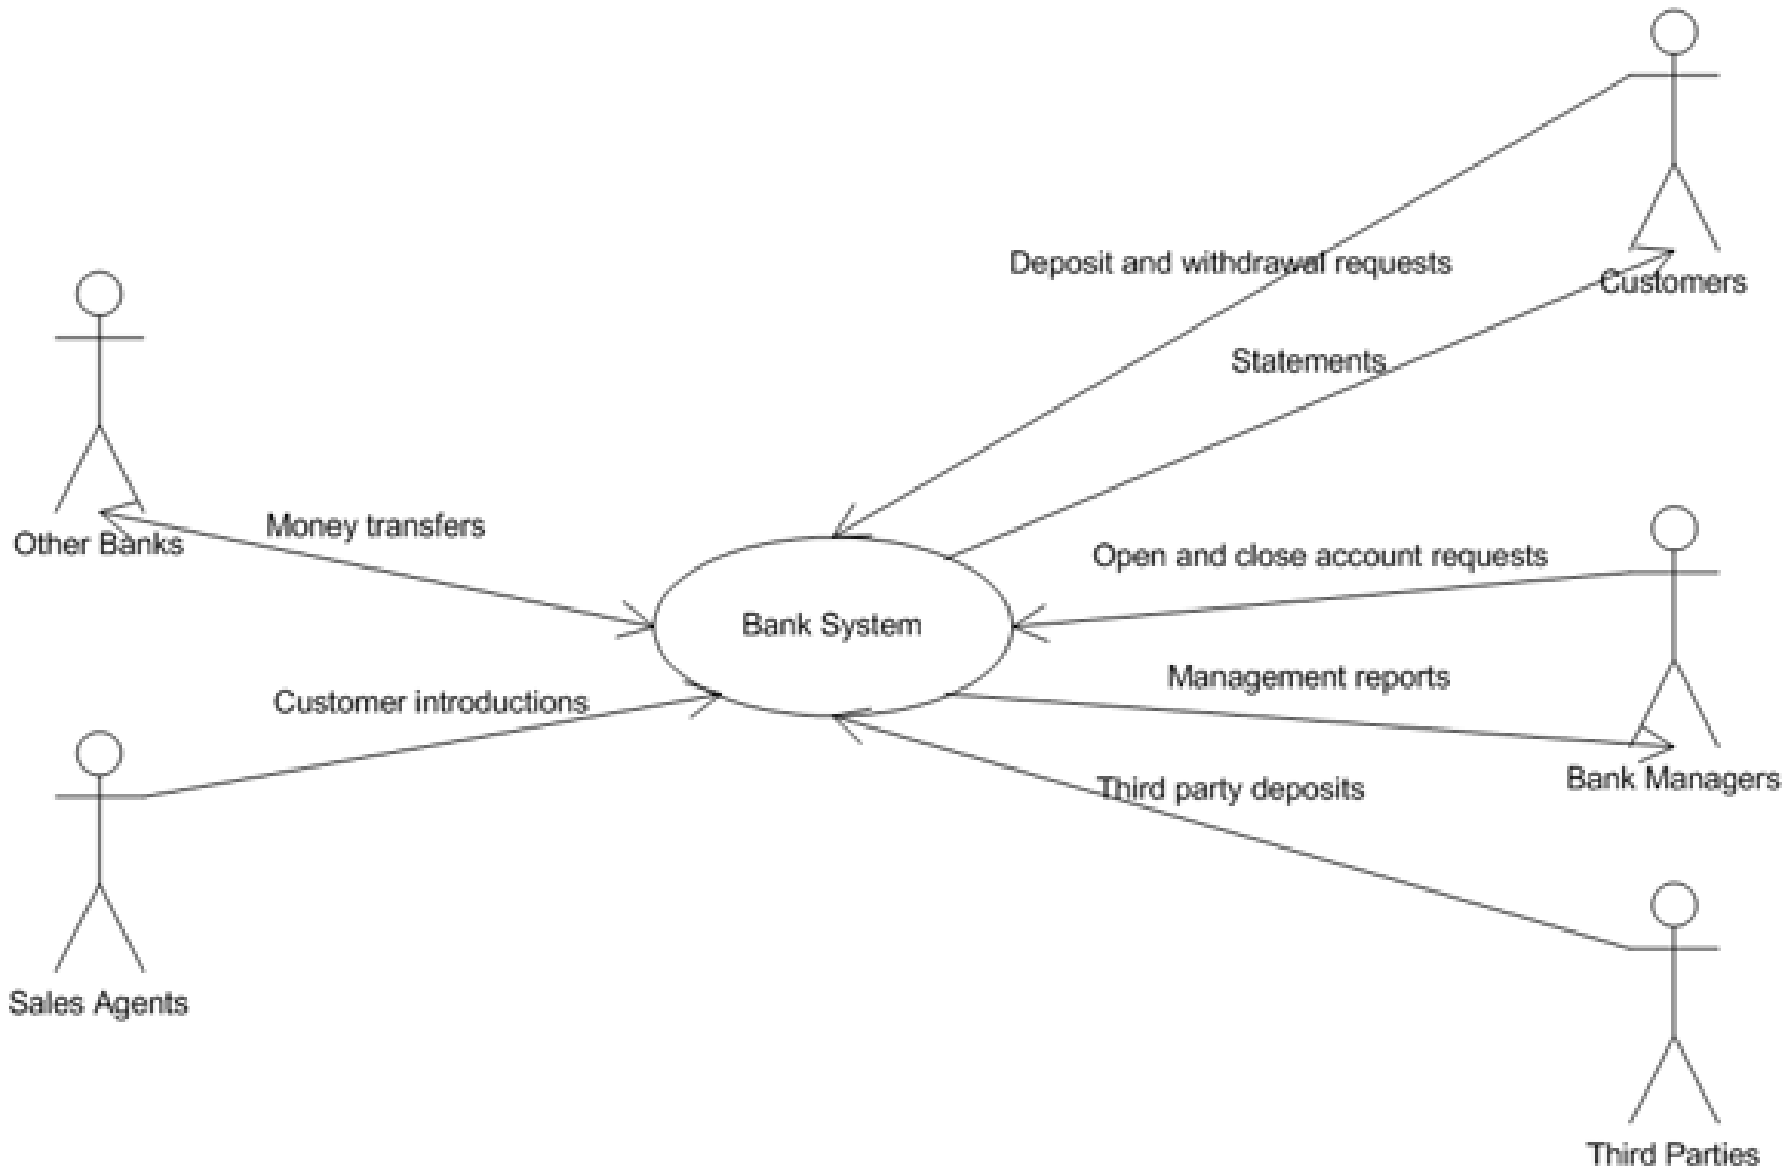 Deposit and withdrawal requests
Customers
Statements
Other Banks
Money transfers
Open and close account requests
Bank System
Management reports
Customer introductions
Bank Managers
Third party deposits
Sales Agents
Third Parties